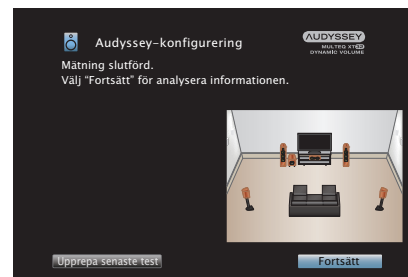 Audyssey-konfigurering
AUDYSSEY
MULTEQ XT32
DYNAMIC VOLUME
Mätning slutförd.
Välj "Fortsätt" för analysera informationen.
Upprepa senaste test
Fortsätt